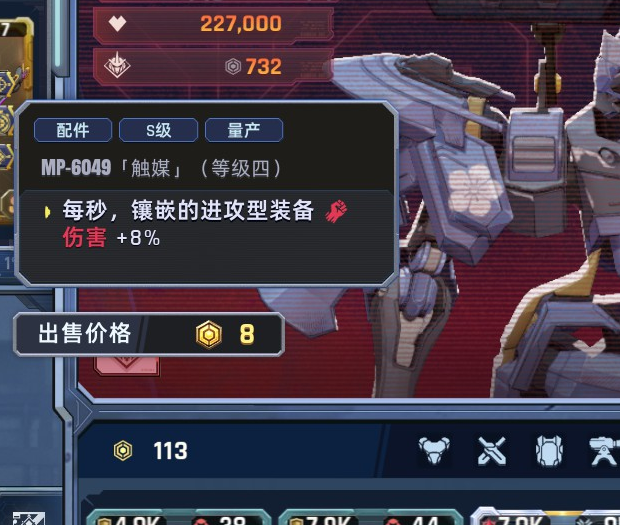 7
227,000
732
配件 S级 量产
MP-6049「触媒」（等级四）
每秒，镶嵌的进攻型装备
伤害 +8%
出售价格 8
113